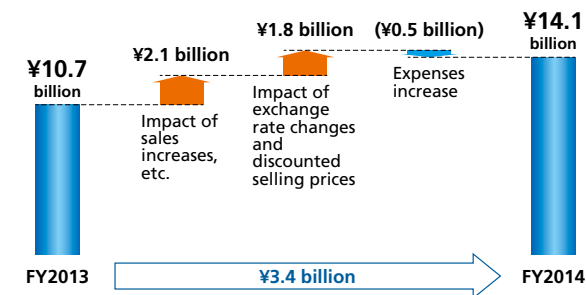 ¥10.7
billion
¥2.1 billion
Impact of
sales
increases,
etc.
¥1.8 billion
Impact of
exchange
rate changes
and
discounted
selling prices
(¥0.5 billion)
Expenses
increase
¥14.1
billion
FY2013
¥3.4 billion
FY2014